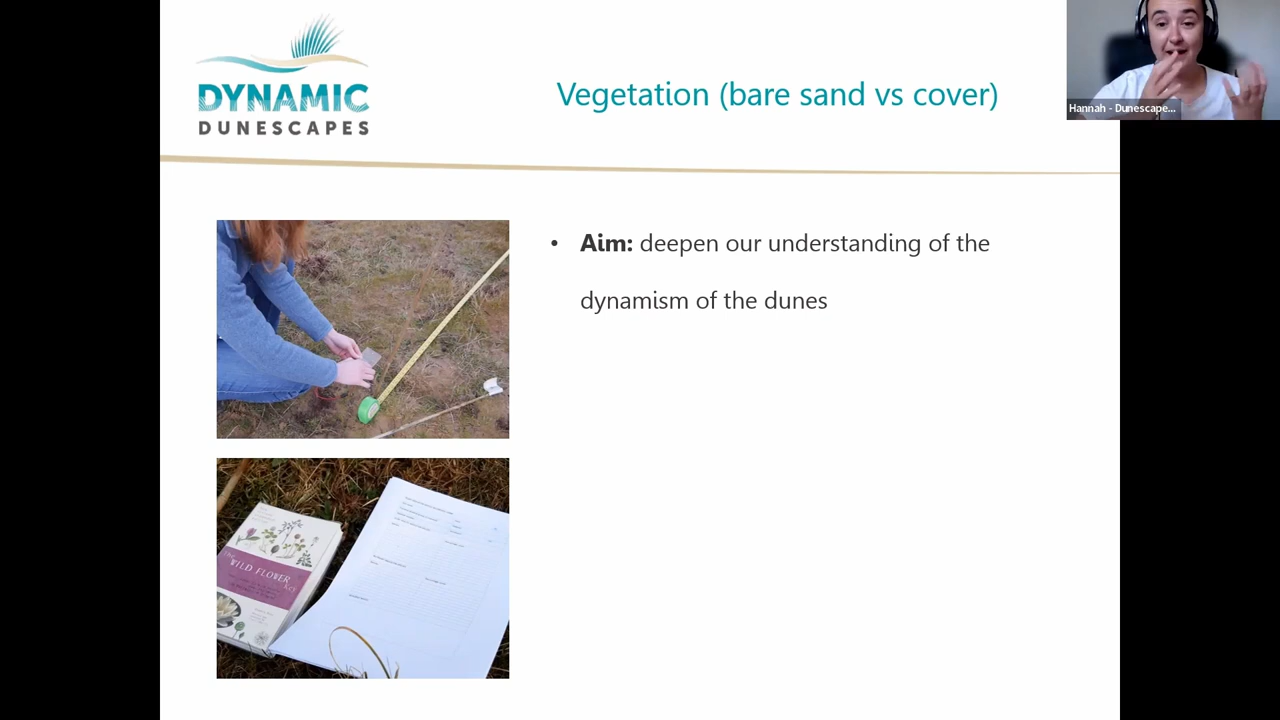 DYNAMIC
DUNESCAPES
Vegetation (bare sand vs cover)
Hannah - Dunescape...
• Aim: deepen our understanding of the
dynamism of the dunes
WILD FLOWER